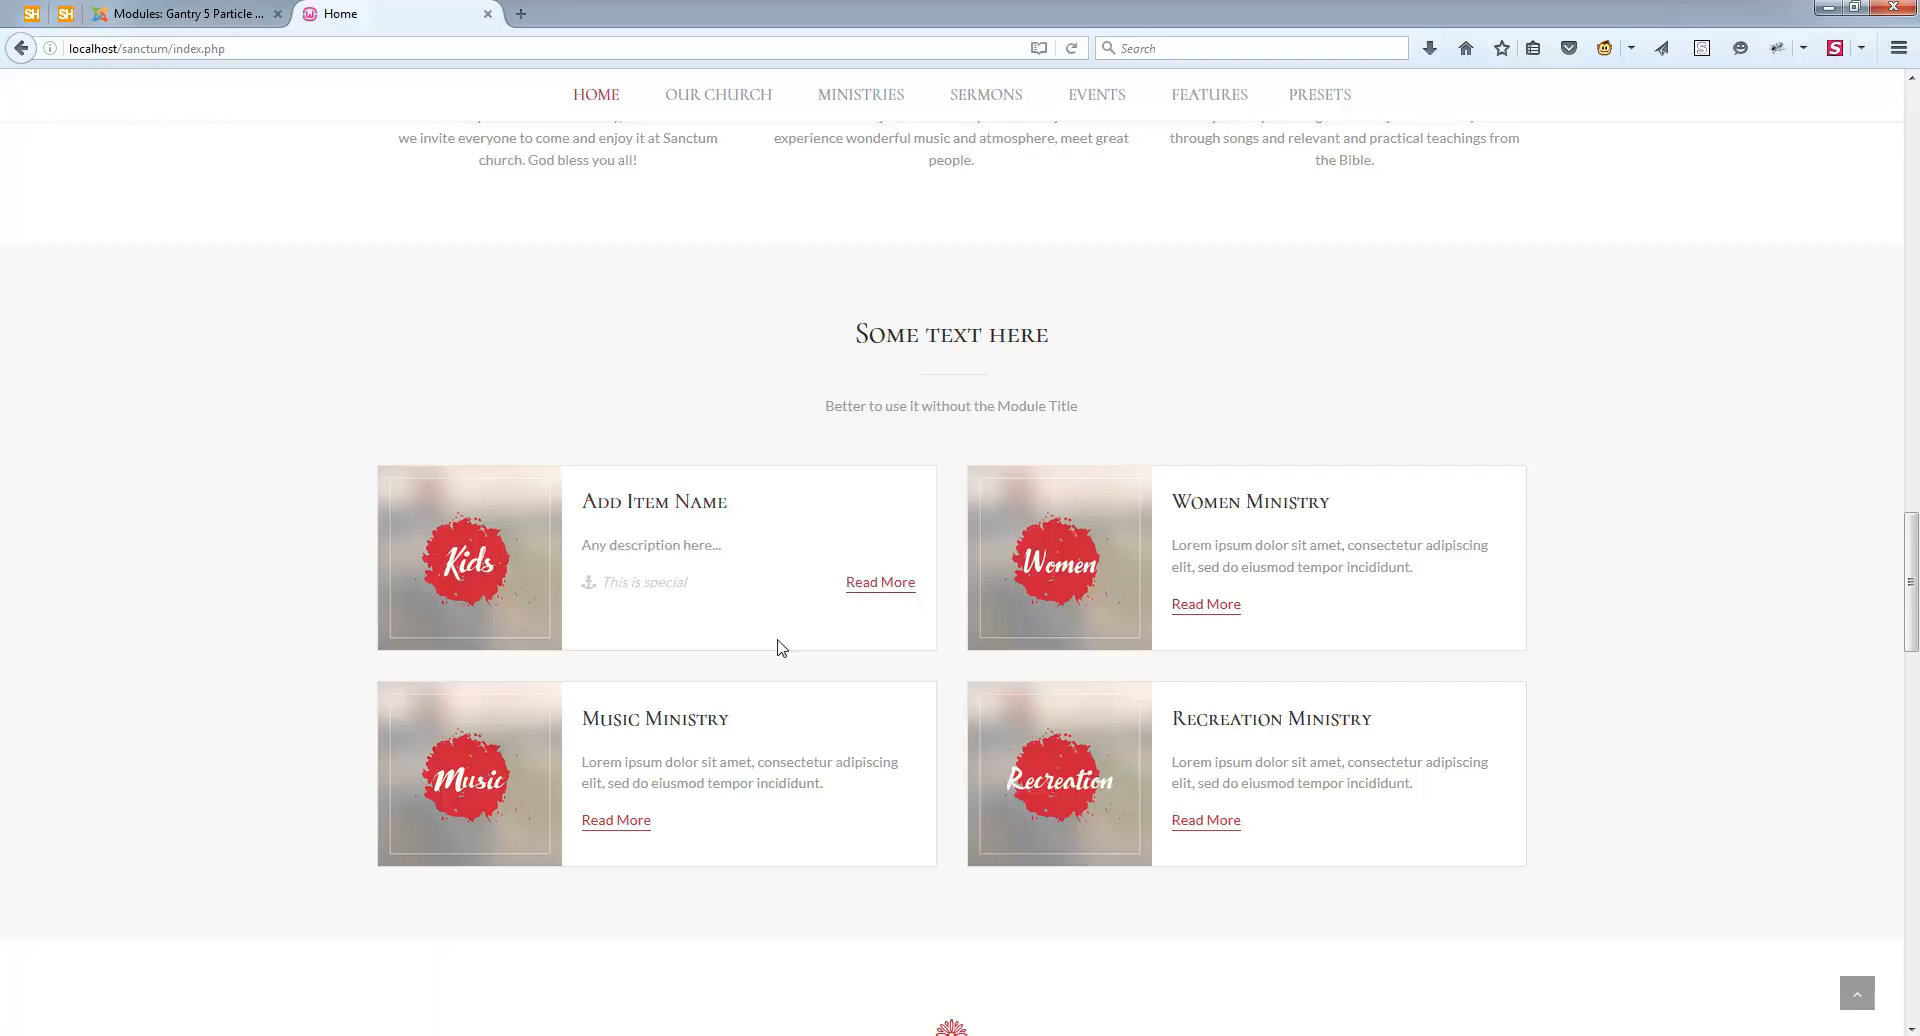 SH
SH
Modules: Gantry 5 Particle ...
Home
localhost/sanctum/index.php
Search
S
S
HOME
OUR CHURCH
MINISTRIES
SERMONS
EVENTS
FEATURES
PRESETS
we invite everyone to come and enjoy it at Sanctum
church. God bless you all!
experience wonderful music and atmosphere, meet great
people.
through songs and relevant and practical teachings from
the Bible.
Some text here
Better to use it without the Module Title
Kids
Add Item Name
Any description here...
This is special
Read More
Women
Women Ministry
Lorem ipsum dolor sit amet, consectetur adipiscing
elit, sed do eiusmod tempor incididunt.
Read More
Music
Music Ministry
Lorem ipsum dolor sit amet, consectetur adipiscing
elit, sed do eiusmod tempor incididunt.
Read More
Recreation
Recreation Ministry
Lorem ipsum dolor sit amet, consectetur adipiscing
elit, sed do eiusmod tempor incididunt.
Read More